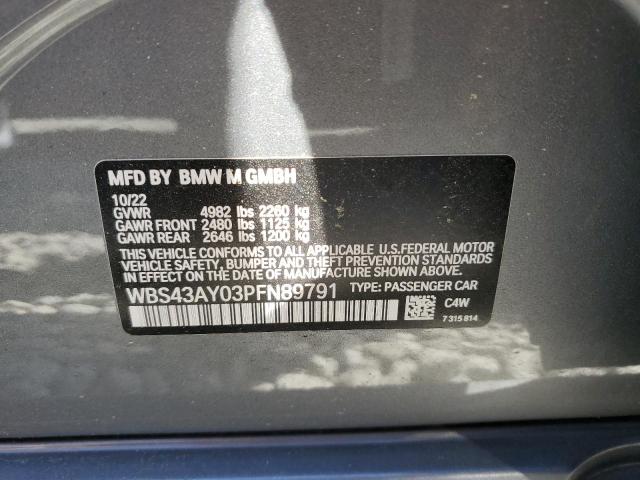 MFD BY BMW M GMBH
10/22
GVWR 4982 lbs 2260 kg
GAWR FRONT 2480 lbs 1125 kg
GAWR REAR 2646 lbs 1200 kg
THIS VEHICLE CONFORMS TO ALL APPLICABLE U.S.FEDERAL MOTOR
VEHICLE SAFETY, BUMPER, AND THEFT PREVENTION STANDARDS
IN EFFECT ON THE DATE OF MANUFACTURE SHOWN ABOVE.
WBS43AY03PFN89791 TYPE: PASSENGER CAR
C4W
7 315 814